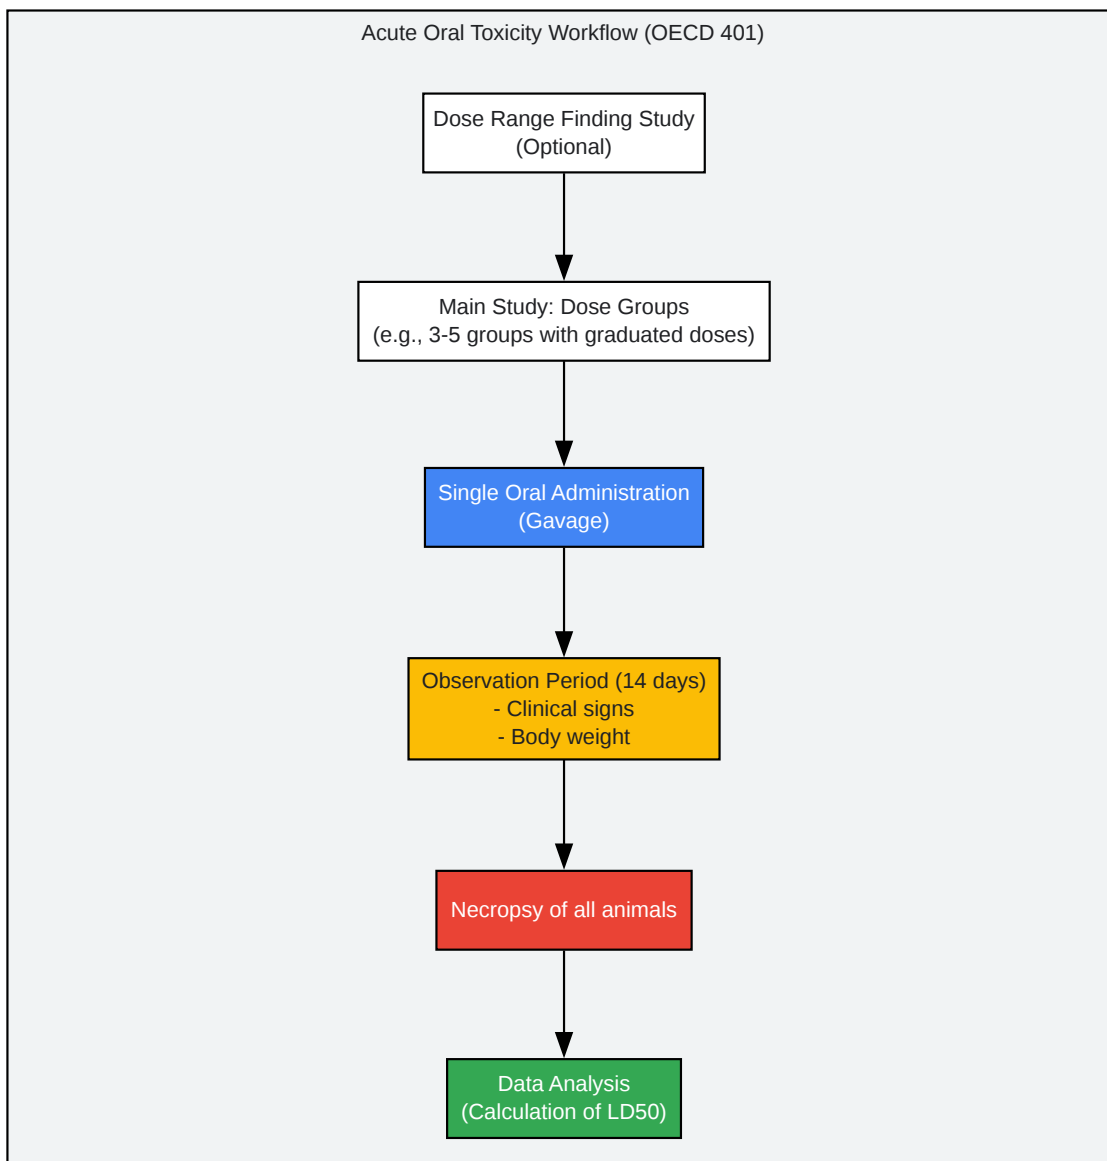 Acute Oral Toxicity Workflow (OECD 401)
Dose Range Finding Study
(Optional)
Main Study: Dose Groups
(e.g., 3-5 groups with graduated doses)
Single Oral Administration
(Gavage)
Observation Period (14 days)
- Clinical signs
- Body weight
Necropsy of all animals
Data Analysis
(Calculation of LD50)